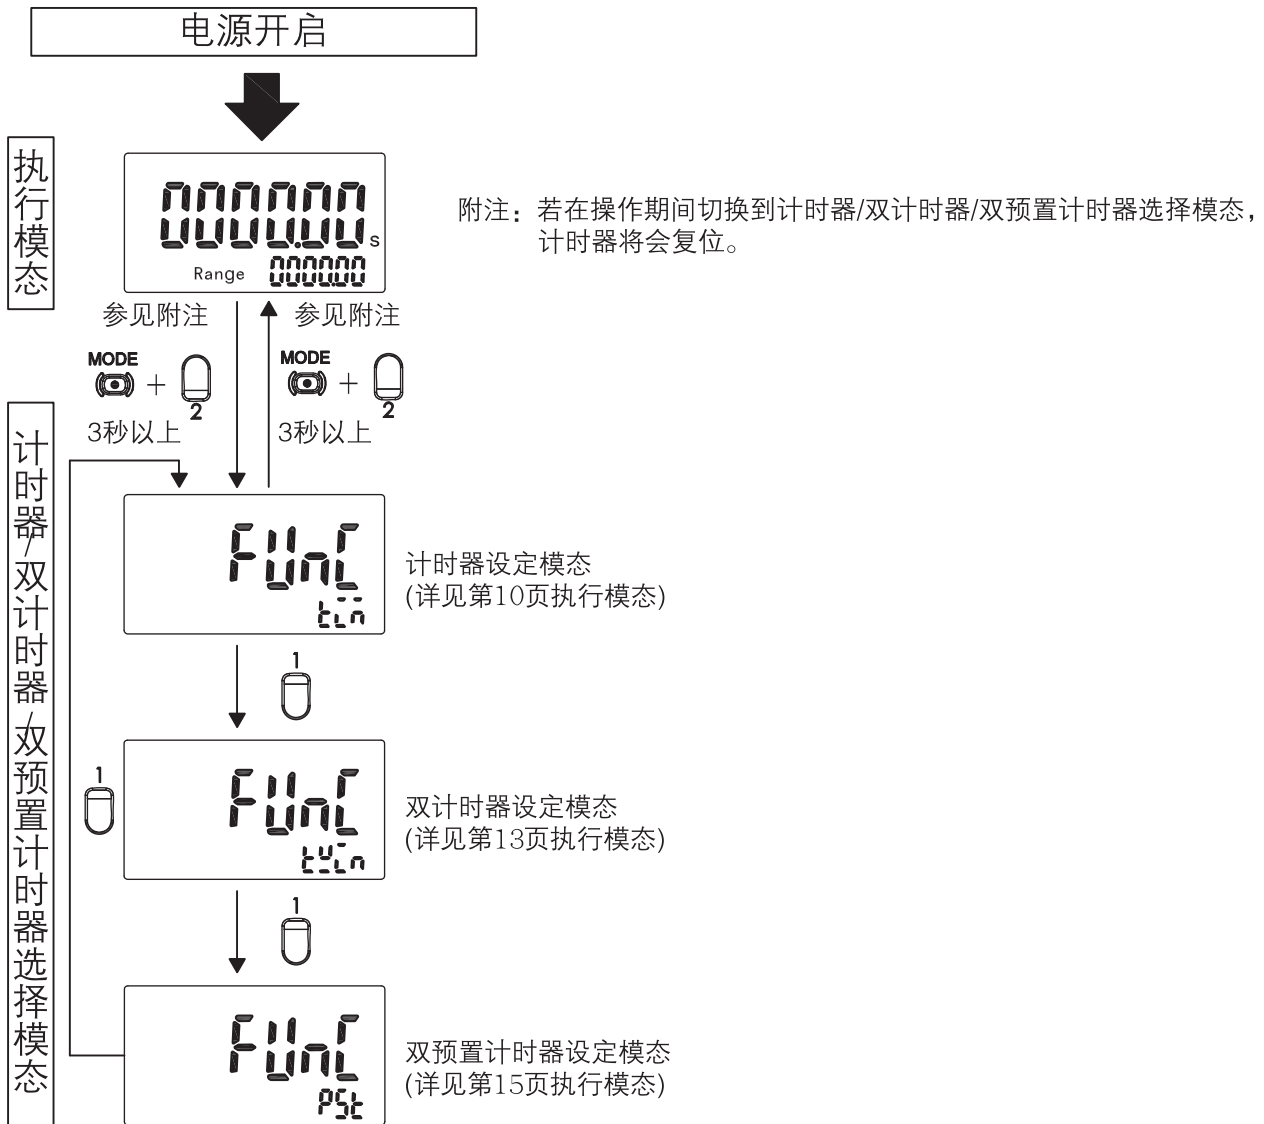 电源开启
执行模态
0000.00 s
Range 0000.00
附注：若在操作期间切换到计时器/双计时器/双预置计时器选择模态，
计时器将会复位。
参见附注 参见附注
MODE + 2 MODE + 2
3秒以上 3秒以上
计时器/双计时器/双预置计时器选择模态
FUnC
tin
计时器设定模态
(详见第10页执行模态)
1
FUnC
tYin
双计时器设定模态
(详见第13页执行模态)
1
1
FUnC
PSt
双预置计时器设定模态
(详见第15页执行模态)